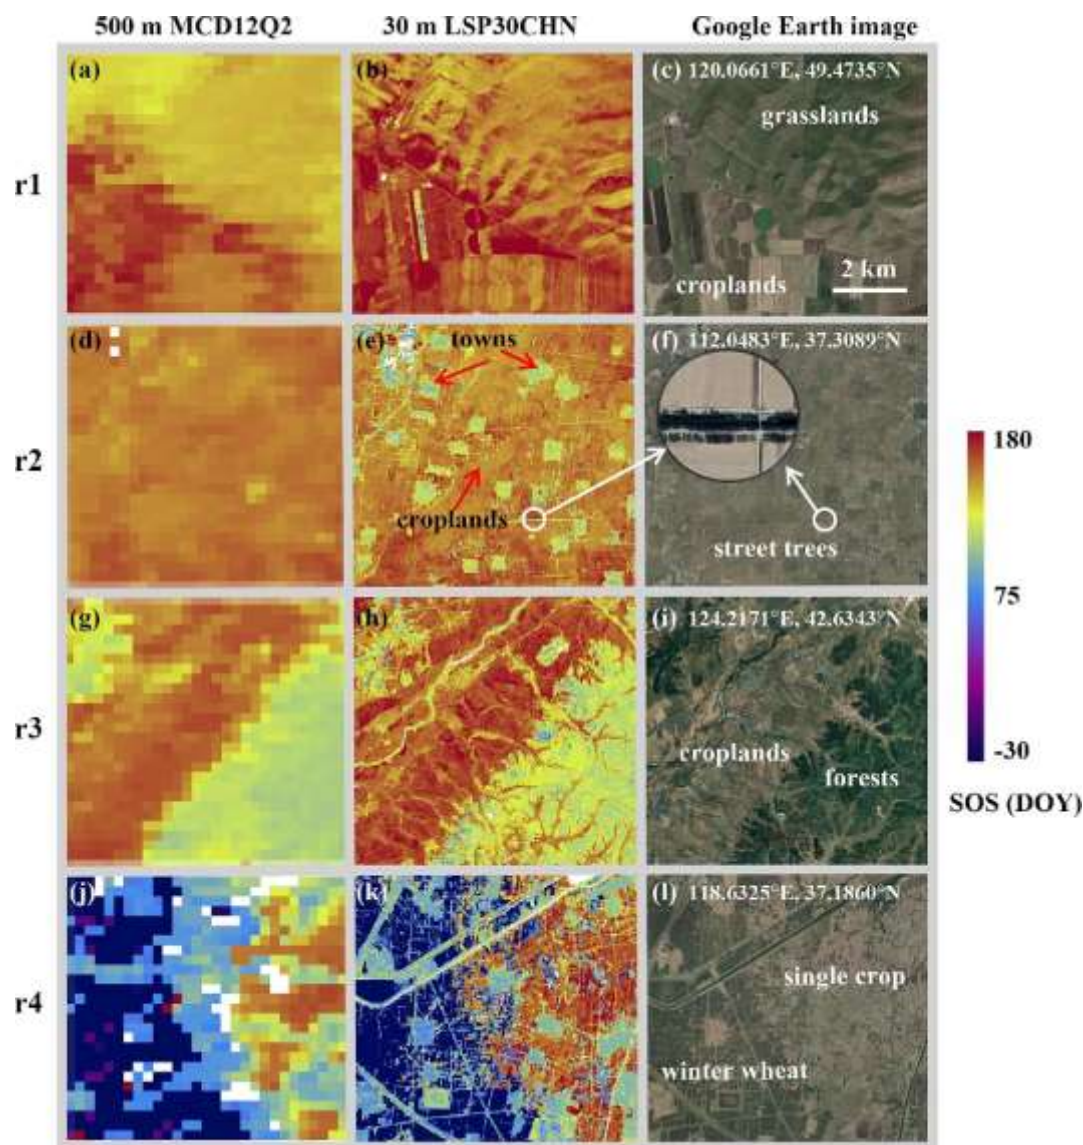 500 m MCD12Q2 30 m LSP30CHN Google Earth image
(a) (b) (c) 120.0661°E, 49.4735°N
grasslands
r1
2 km
croplands
(d) (e) towns (f) 112.0483°E, 37.3089°N
180
r2
croplands
street trees
75
(g) (h) (i) 124.2171°E, 42.6343°N
r3
croplands
forests
-30
SOS (DOY)
(j) (k) (l) 118.6325°E, 37.1860°N
single crop
r4
winter wheat